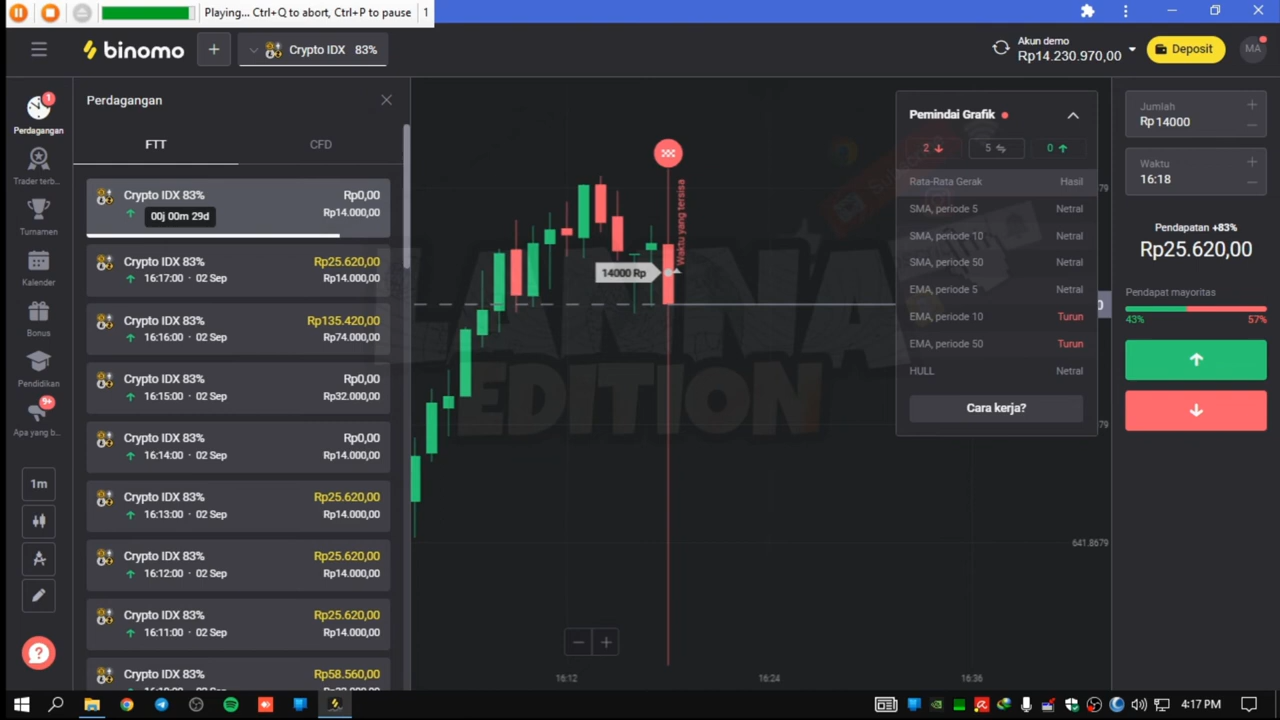 Playing... Ctrl+Q to abort, Ctrl+P to pause
1
binomo
+
Crypto IDX 83%
Akun demo
Rp14.230.970,00
Deposit
MA
1
Perdagangan
Trader terb...
Turnamen
Kalender
Bonus
Pendidikan
9+
Apa yang b...
1m
?
Perdagangan
FTT
CFD
Crypto IDX 83%
Rp0,00
00j 00m 29d
Rp14.000,00
Crypto IDX 83%
Rp25.620,00
16:17:00 · 02 Sep
Rp14.000,00
Crypto IDX 83%
Rp135.420,00
16:16:00 · 02 Sep
Rp74.000,00
Crypto IDX 83%
Rp0,00
16:15:00 · 02 Sep
Rp32.000,00
Crypto IDX 83%
Rp0,00
16:14:00 · 02 Sep
Rp14.000,00
Crypto IDX 83%
Rp25.620,00
16:13:00 · 02 Sep
Rp14.000,00
Crypto IDX 83%
Rp25.620,00
16:12:00 · 02 Sep
Rp14.000,00
Crypto IDX 83%
Rp25.620,00
16:11:00 · 02 Sep
Rp14.000,00
Crypto IDX 83%
Rp58.560,00
Waktu yang tersisa
14000 Rp
LANNA
EDITION
641.8679
16:12
16:24
16:36
Pemindai Grafik
2
5
0
Rata-Rata Gerak
Hasil
SMA, periode 5
Netral
SMA, periode 10
Netral
SMA, periode 50
Netral
EMA, periode 5
Netral
EMA, periode 10
Turun
EMA, periode 50
Turun
HULL
Netral
Cara kerja?
Jumlah
Rp 14000
Waktu
16:18
Pendapatan +83%
Rp25.620,00
Pendapat mayoritas
43%
57%
4:17 PM